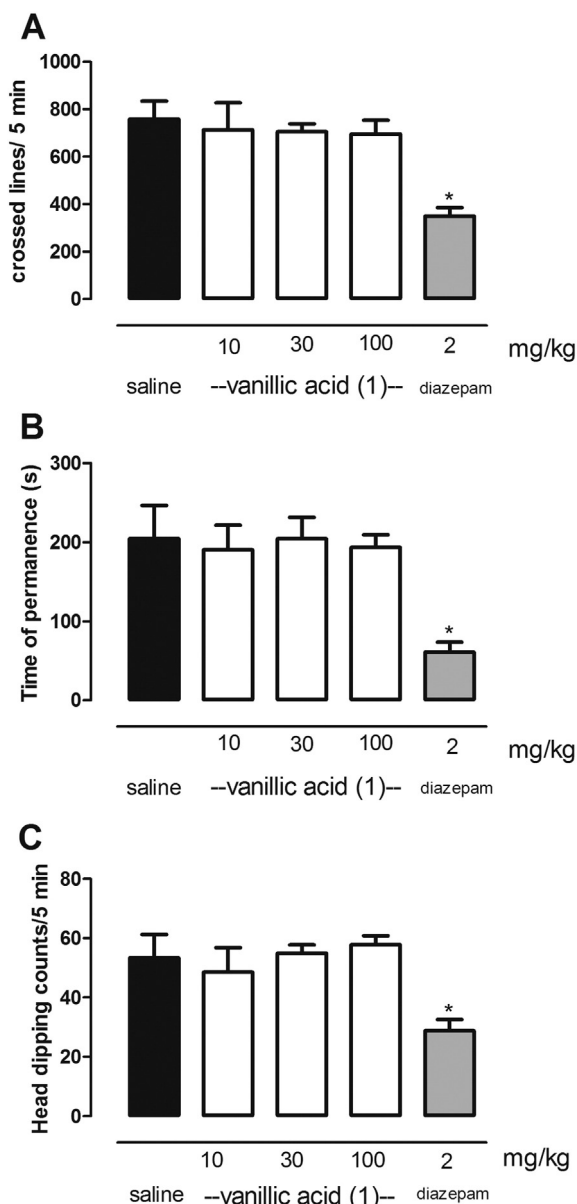 A
crossed lines/ 5 min
1000
800
600
400
200
0
*
10 30 100 2 mg/kg
saline --vanillic acid (1)-- diazepam
B
Time of permanence (s)
300
200
100
0
*
10 30 100 2 mg/kg
saline --vanillic acid (1)-- diazepam
C
Head dipping counts/5 min
80
60
40
20
0
*
10 30 100 2 mg/kg
saline --vanillic acid (1)-- diazepam